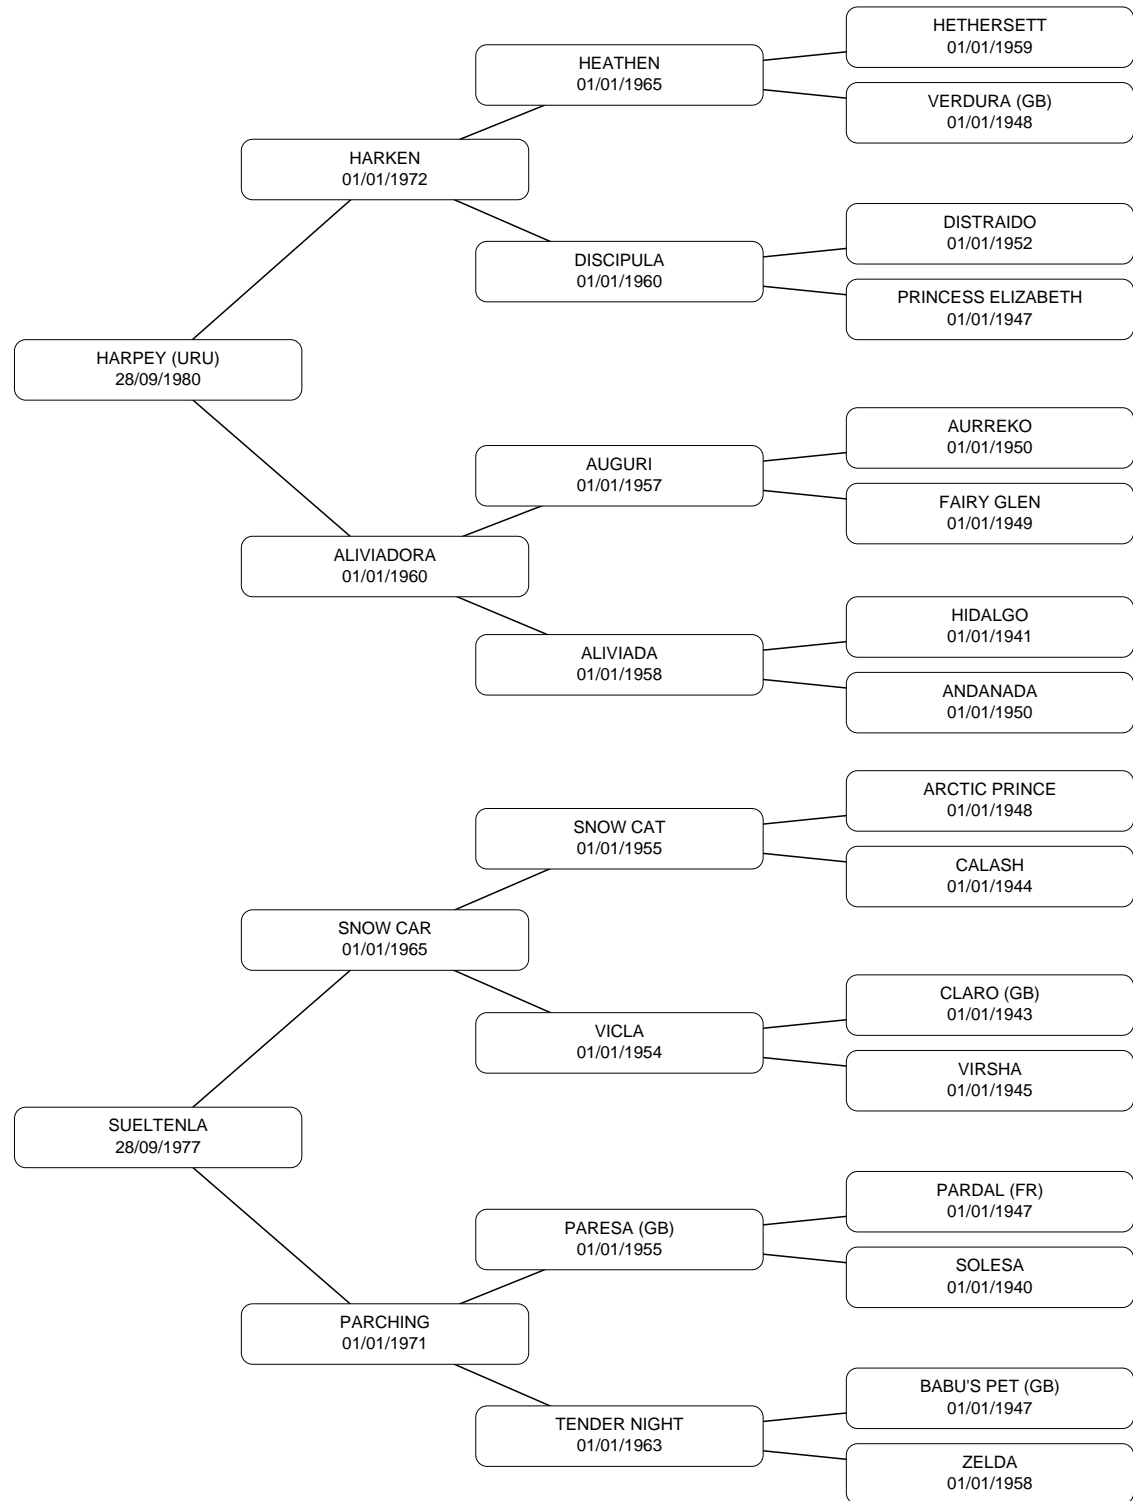 HETHERSETT
01/01/1959
HEATHEN
01/01/1965
VERDURA (GB)
01/01/1948
HARKEN
01/01/1972
DISTRAIDO
01/01/1952
DISCIPULA
01/01/1960
PRINCESS ELIZABETH
01/01/1947
HARPEY (URU)
28/09/1980
AURREKO
01/01/1950
AUGURI
01/01/1957
FAIRY GLEN
01/01/1949
ALIVIADORA
01/01/1960
HIDALGO
01/01/1941
ALIVIADA
01/01/1958
ANDANADA
01/01/1950
ARCTIC PRINCE
01/01/1948
SNOW CAT
01/01/1955
CALASH
01/01/1944
SNOW CAR
01/01/1965
CLARO (GB)
01/01/1943
VICLA
01/01/1954
VIRSHA
01/01/1945
SUELTENLA
28/09/1977
PARDAL (FR)
01/01/1947
PARESA (GB)
01/01/1955
SOLESA
01/01/1940
PARCHING
01/01/1971
BABU'S PET (GB)
01/01/1947
TENDER NIGHT
01/01/1963
ZELDA
01/01/1958